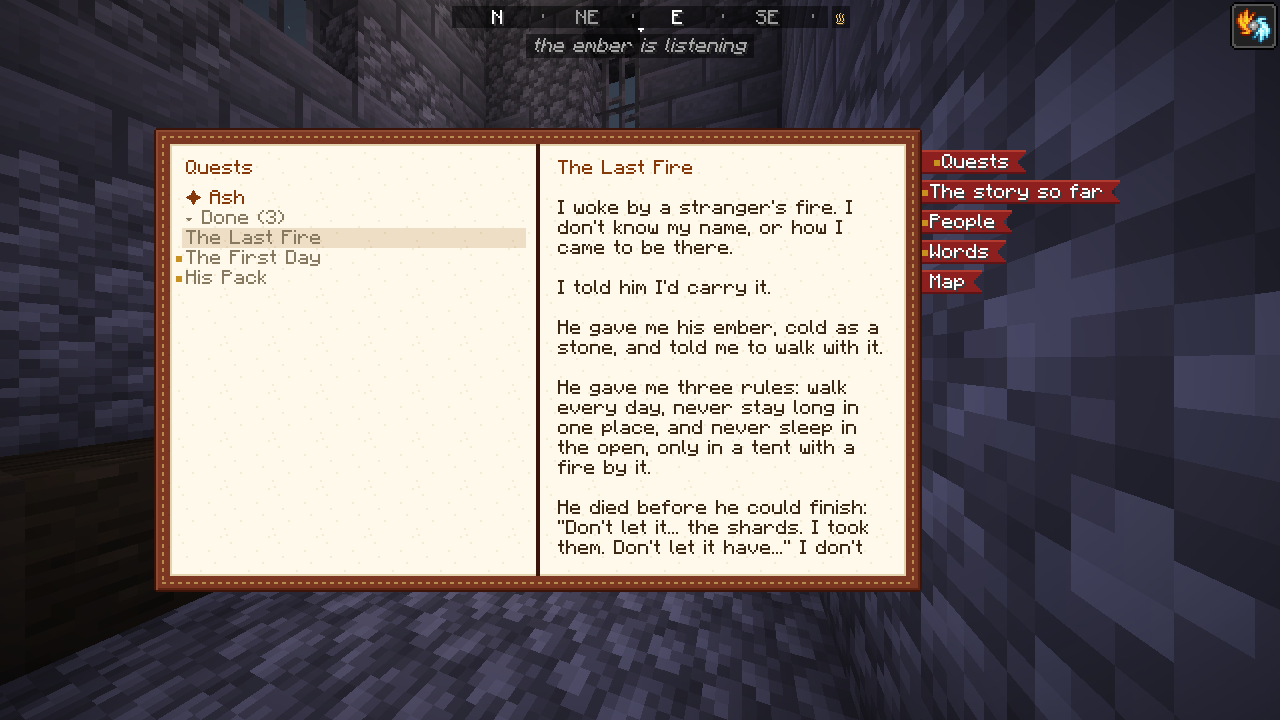 N · NE · E · SE ·
the ember is listening
Quests
Ash
Done (3)
The Last Fire
The First Day
His Pack
The Last Fire
I woke by a stranger's fire. I
don't know my name, or how I
came to be there.
I told him I'd carry it.
He gave me his ember, cold as a
stone, and told me to walk with it.
He gave me three rules: walk
every day, never stay long in
one place, and never sleep in
the open, only in a tent with a
fire by it.
He died before he could finish:
"Don't let it... the shards. I took
them. Don't let it have..." I don't
Quests
The story so far
People
Words
Map